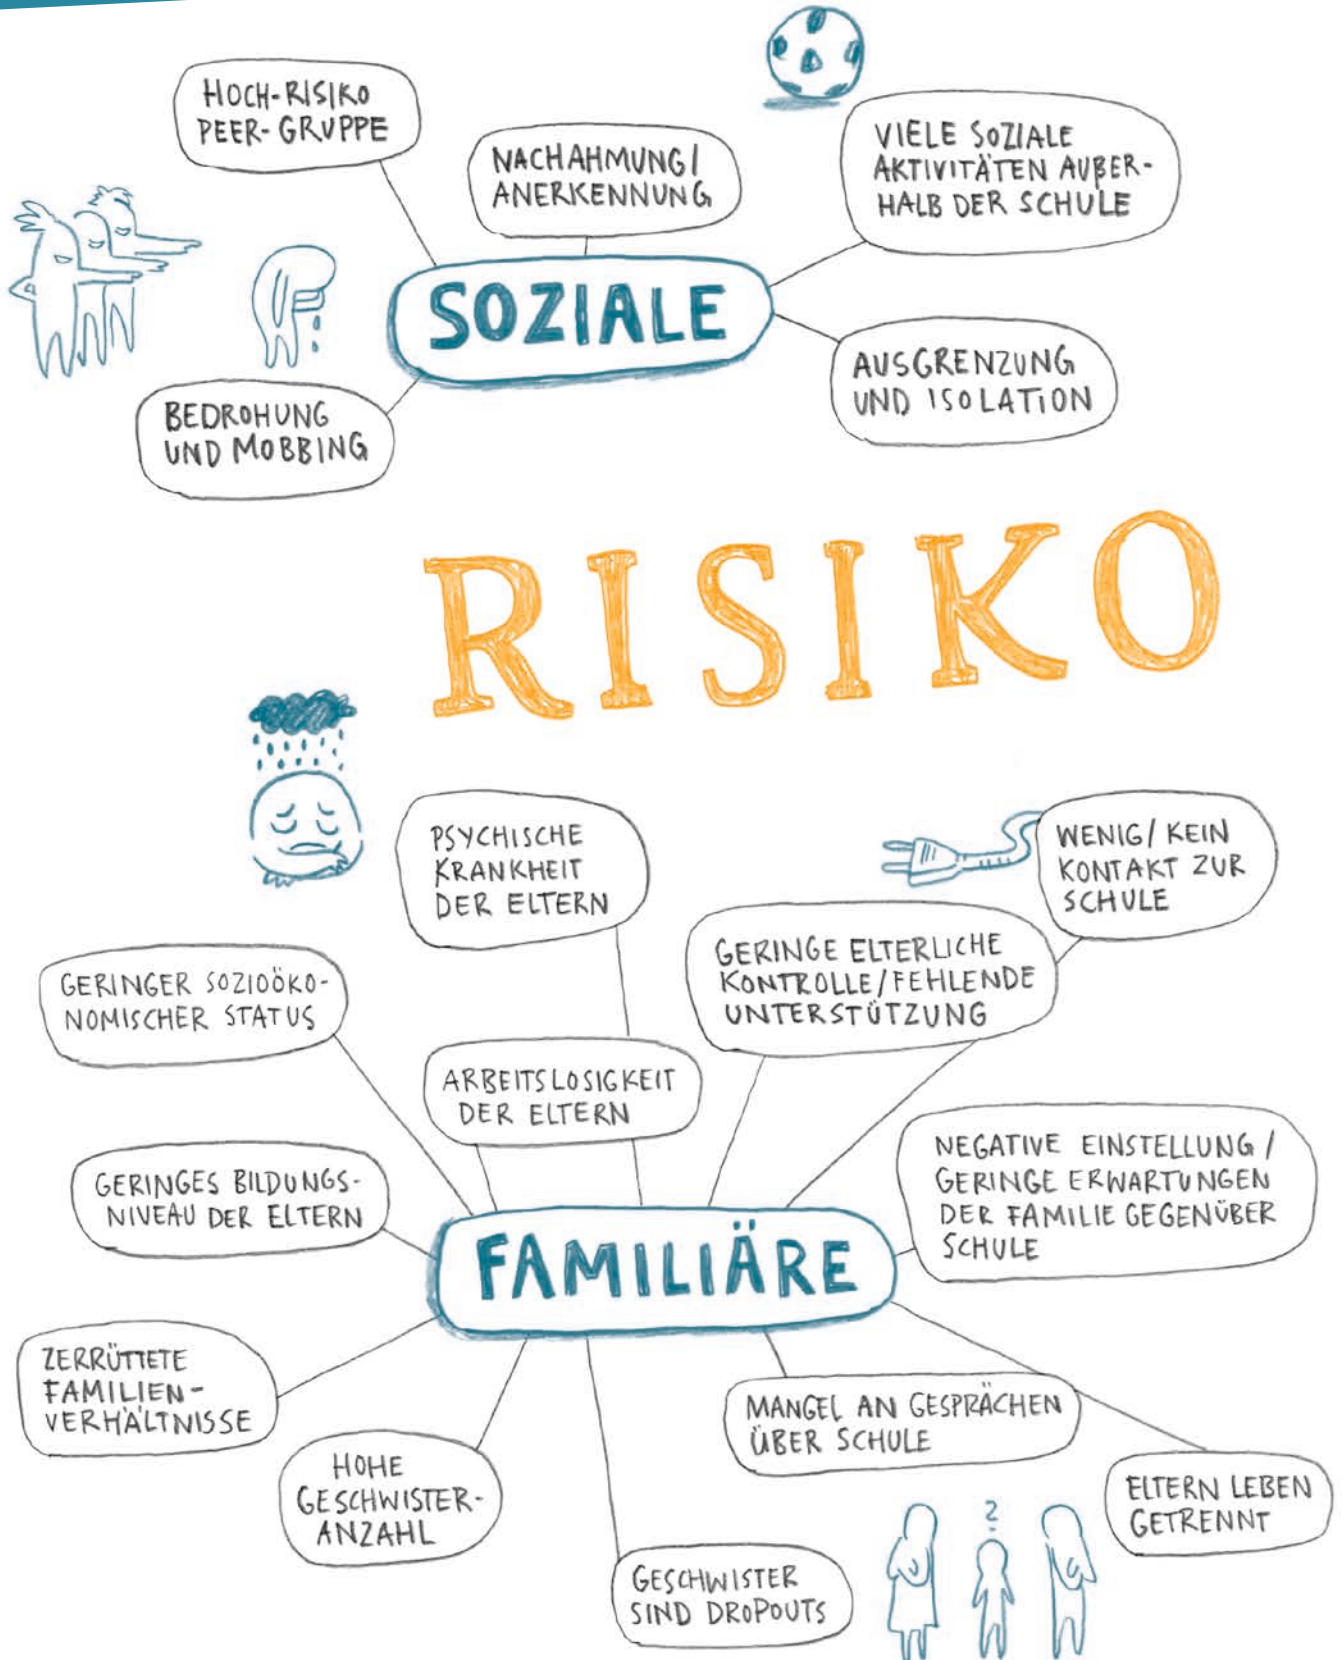 HOCH-RISIKO
PEER-GRUPPE
NACHAHMUNG/
ANERKENNUNG
VIELE SOZIALE
AKTIVITÄTEN AUßER-
HALB DER SCHULE
SOZIALE
AUSGRENZUNG
UND ISOLATION
BEDROHUNG
UND MOBBING
RISIKO
PSYCHISCHE
KRANKHEIT
DER ELTERN
WENIG/KEIN
KONTAKT ZUR
SCHULE
GERINGE ELTERLICHE
KONTROLLE/FEHLENDE
UNTERSTÜTZUNG
GERINGER SOZIOÖKO-
NOMISCHER STATUS
ARBEITSLOSIGKEIT
DER ELTERN
NEGATIVE EINSTELLUNG/
GERINGE ERWARTUNGEN
DER FAMILIE GEGENÜBER
SCHULE
GERINGES BILDUNGS-
NIVEAU DER ELTERN
FAMILIÄRE
ZERRÜTTETE
FAMILIEN-
VERHÄLTNISSE
MANGEL AN GESPRÄCHEN
ÜBER SCHULE
HOHE
GESCHWISTER-
ANZAHL
ELTERN LEBEN
GETRENNT
?
GESCHWISTER
SIND DROPOUTS